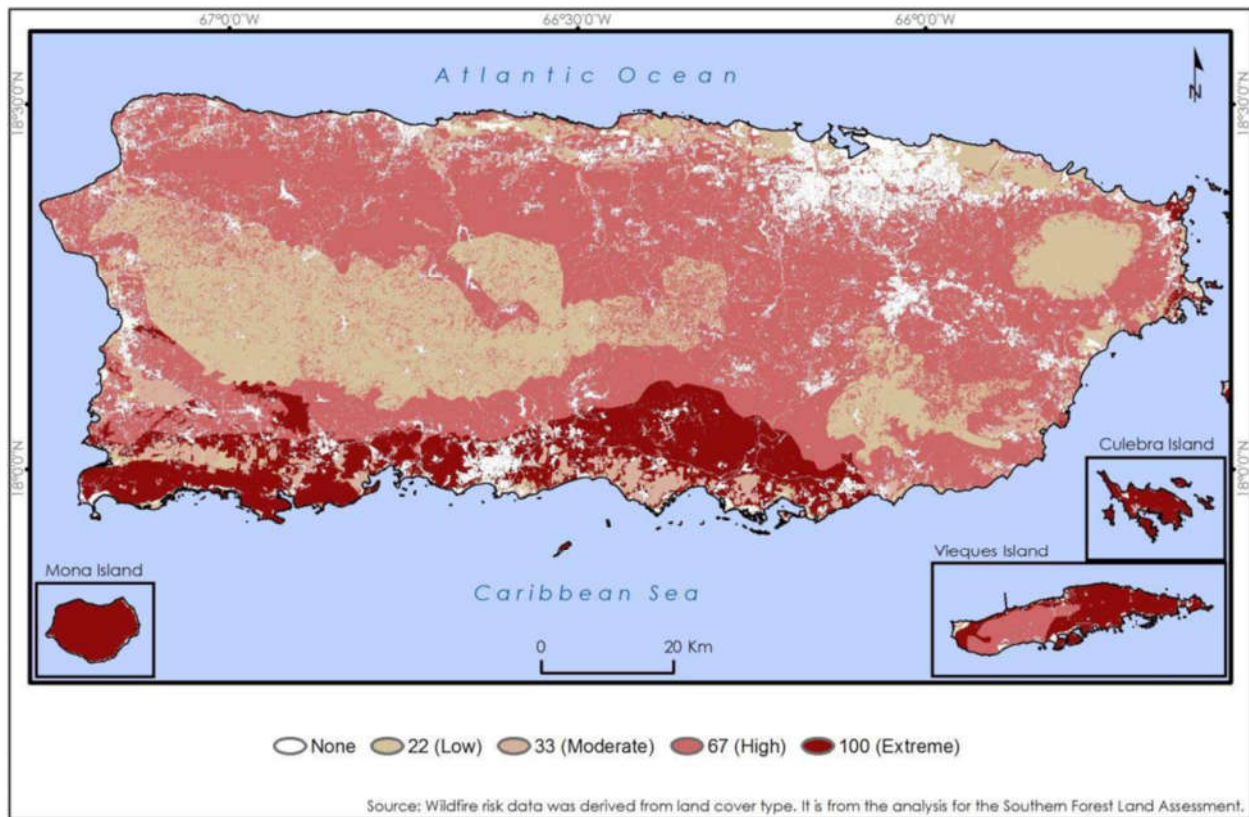 67°0'0"W 66°30'0"W 66°0'0"W
Atlantic Ocean
N
18°30'0"N 18°30'0"N
18°0'0"N 18°0'0"N
Culebra Island
Vieques Island
Mona Island
Caribbean Sea
0 20 Km
None 22 (Low) 33 (Moderate) 67 (High) 100 (Extreme)
Source: Wildfire risk data was derived from land cover type. It is from the analysis for the Southern Forest Land Assessment.